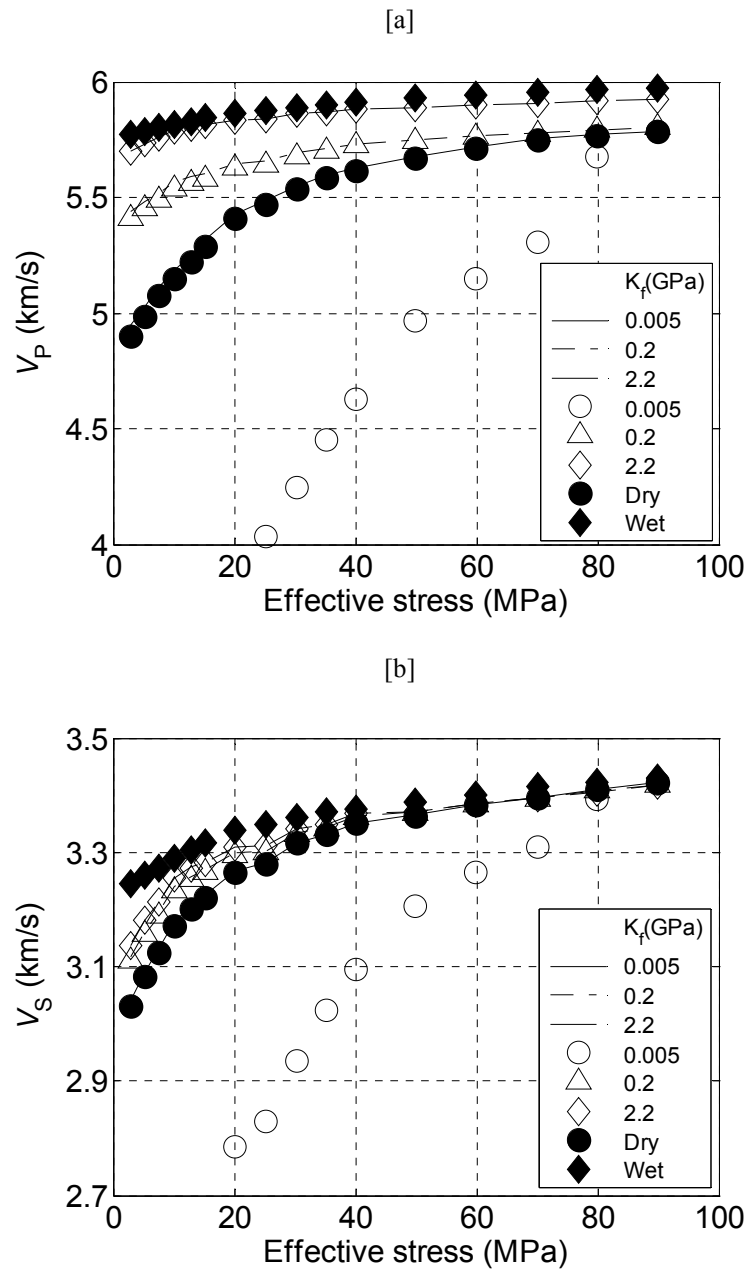 [a]
6
5.5
5
4.5
4
V_P (km/s)
K_f(GPa)
0.005
0.2
2.2
0.005
0.2
2.2
Dry
Wet
0 20 40 60 80 100
Effective stress (MPa)
[b]
3.5
3.3
3.1
2.9
2.7
V_S (km/s)
K_f(GPa)
0.005
0.2
2.2
0.005
0.2
2.2
Dry
Wet
0 20 40 60 80 100
Effective stress (MPa)